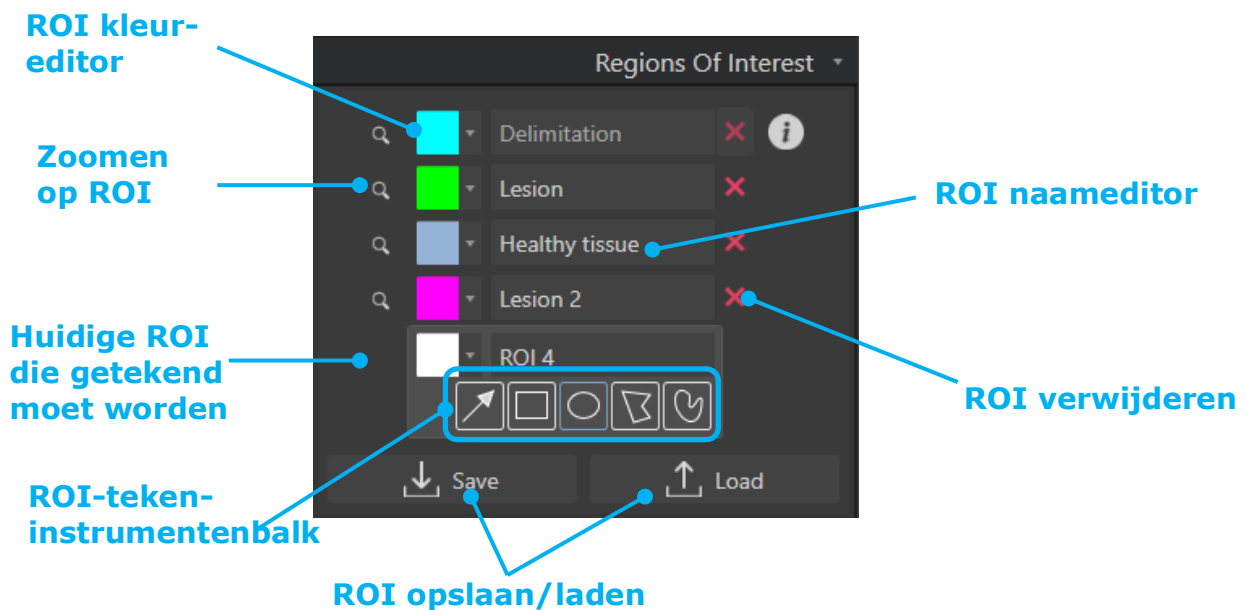 ROI kleur-
editor
Regions Of Interest
Delimitation
i
Zoomen
op ROI
Lesion
ROI naameditor
Healthy tissue
Lesion 2
Huidige ROI
die getekend
moet worden
ROI 4
ROI verwijderen
Save
Load
ROI-teken-
instrumentenbalk
ROI opslaan/laden